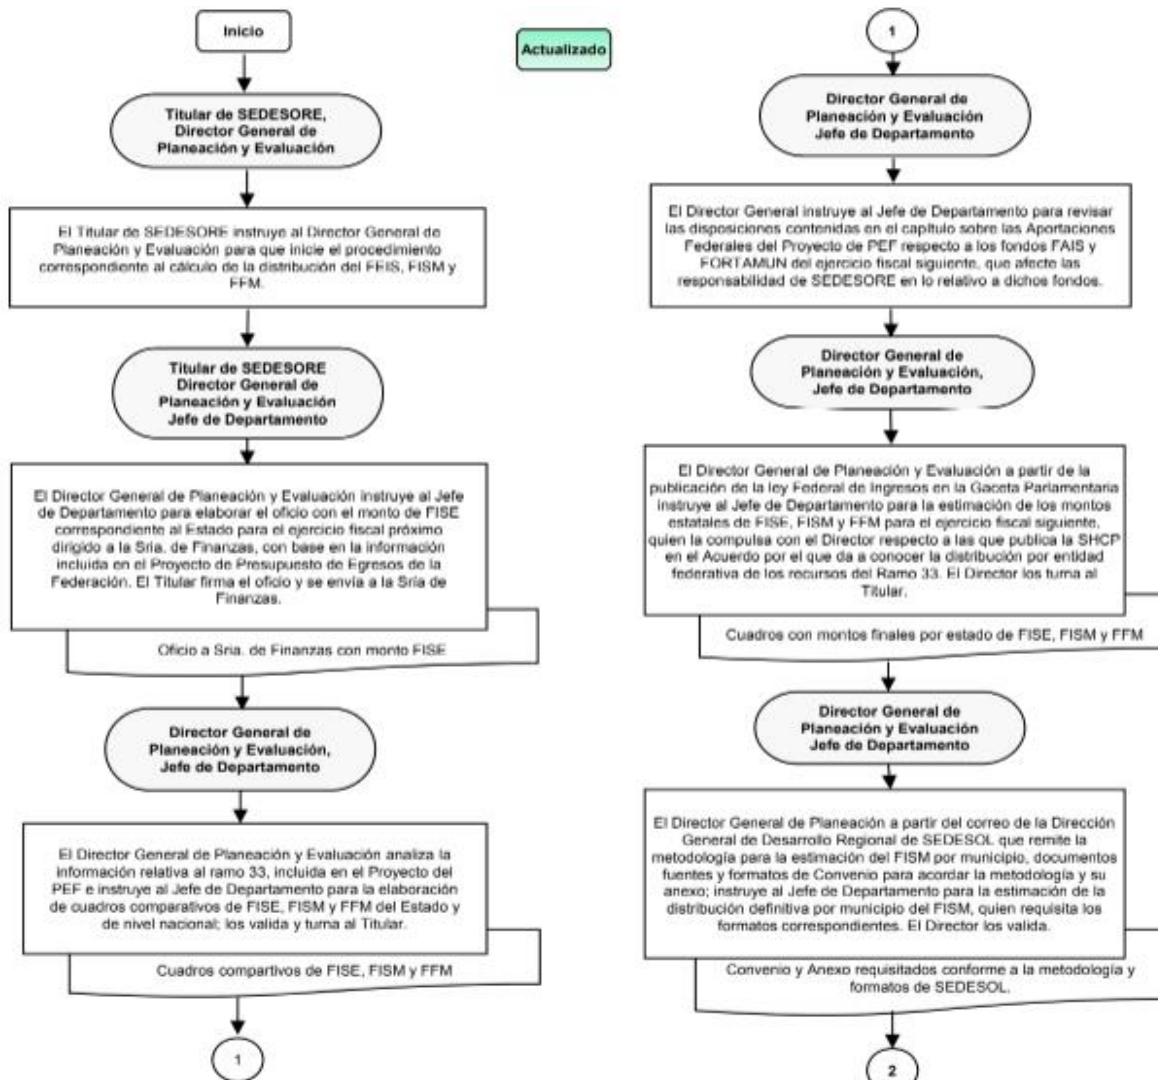 Inicio
Actualizado
Titular de SEDESORE,
Director General de
Planeación y Evaluación
El Titular de SEDESORE instruye al Director General de
Planeación y Evaluación para que inicie el procedimiento
correspondiente al cálculo de la distribución del FEIS, FISM y
FFM.
Titular de SEDESORE
Director General de
Planeación y Evaluación
Jefe de Departamento
El Director General de Planeación y Evaluación instruye al Jefe
de Departamento para elaborar el oficio con el monto de FISE
correspondiente al Estado para el ejercicio fiscal próximo
dirigido a la Sria. de Finanzas, con base en la información
incluida en el Proyecto de Presupuesto de Egresos de la
Federación. El Titular firma el oficio y se envía a la Sría de
Finanzas.
Oficio a Sria. de Finanzas con monto FISE
Director General de
Planeación y Evaluación,
Jefe de Departamento
El Director General de Planeación y Evaluación analiza la
información relativa al ramo 33, incluida en el Proyecto del
PEF e instruye al Jefe de Departamento para la elaboración
de cuadros comparativos de FISE, FISM y FFM del Estado y
de nivel nacional; los valida y turna al Titular.
Cuadros compartivos de FISE, FISM y FFM
1
1
Director General de
Planeación y Evaluación
Jefe de Departamento
El Director General instruye al Jefe de Departamento para revisar
las disposiciones contenidas en el capítulo sobre las Aportaciones
Federales del Proyecto de PEF respecto a los fondos FAIS y
FORTAMUN del ejercicio fiscal siguiente, que afecte las
responsabilidad de SEDESORE en lo relativo a dichos fondos.
Director General de
Planeación y Evaluación,
Jefe de Departamento
El Director General de Planeación y Evaluación a partir de la
publicación de la ley Federal de Ingresos en la Gaceta Parlamentaria
instruye al Jefe de Departamento para la estimación de los montos
estatales de FISE, FISM y FFM para el ejercicio fiscal siguiente,
quien la compulsa con el Director respecto a las que publica la SHCP
en el Acuerdo por el que da a conocer la distribución por entidad
federativa de los recursos del Ramo 33. El Director los turna al
Titular.
Cuadros con montos finales por estado de FISE, FISM y FFM
Director General de
Planeación y Evaluación
Jefe de Departamento
El Director General de Planeación a partir del correo de la Dirección
General de Desarrollo Regional de SEDESOL que remite la
metodología para la estimación del FISM por municipio, documentos
fuentes y formatos de Convenio para acordar la metodología y su
anexo; instruye al Jefe de Departamento para la estimación de la
distribución definitiva por municipio del FISM, quien requisita los
formatos correspondientes. El Director los valida.
Convenio y Anexo requisitados conforme a la metodología y
formatos de SEDESOL.
2